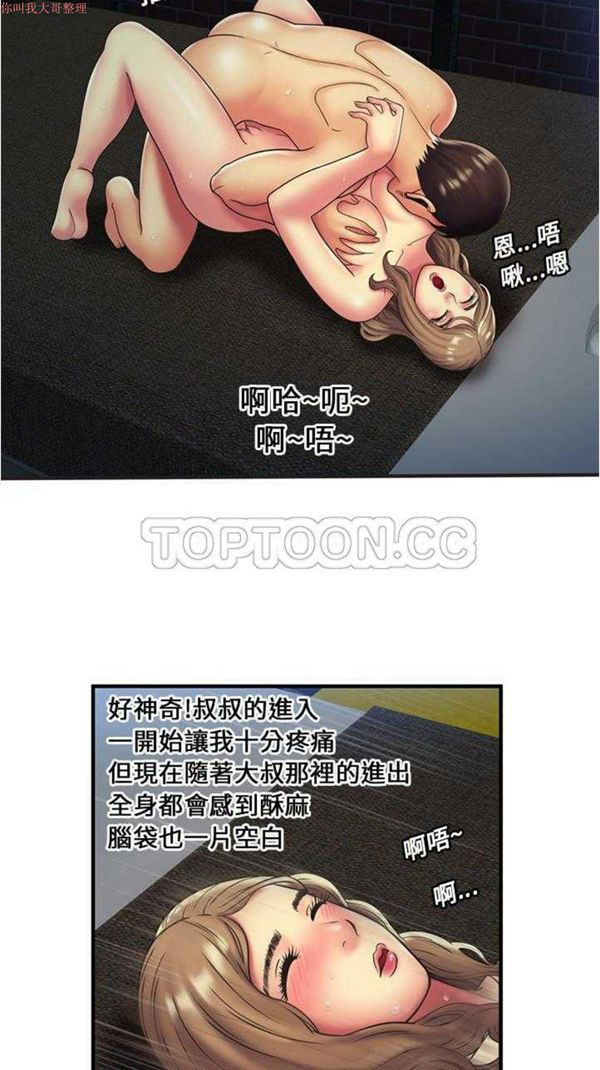 你叫我大哥整理
恩...唔
啾...嗯
啊哈~呃~
啊~唔~
TOPTOON.CC
好神奇!叔叔的進入
一開始讓我十分疼痛
但現在隨著大叔那裡的進出
全身都會感到酥麻
腦袋也一片空白
啊唔~
啊...